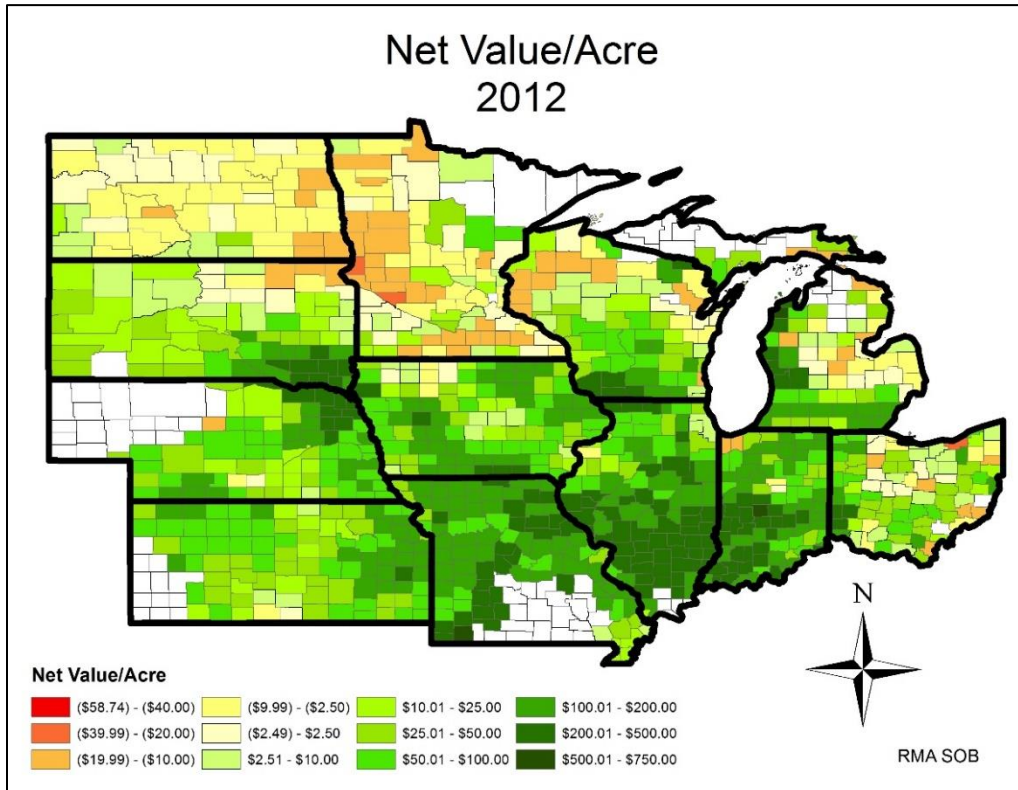 Net Value/Acre
2012
N
Net Value/Acre
($58.74) - ($40.00) ($9.99) - ($2.50) $10.01 - $25.00 $100.01 - $200.00
($39.99) - ($20.00) ($2.49) - $2.50 $25.01 - $50.00 $200.01 - $500.00
($19.99) - ($10.00) $2.51 - $10.00 $50.01 - $100.00 $500.01 - $750.00
RMA SOB